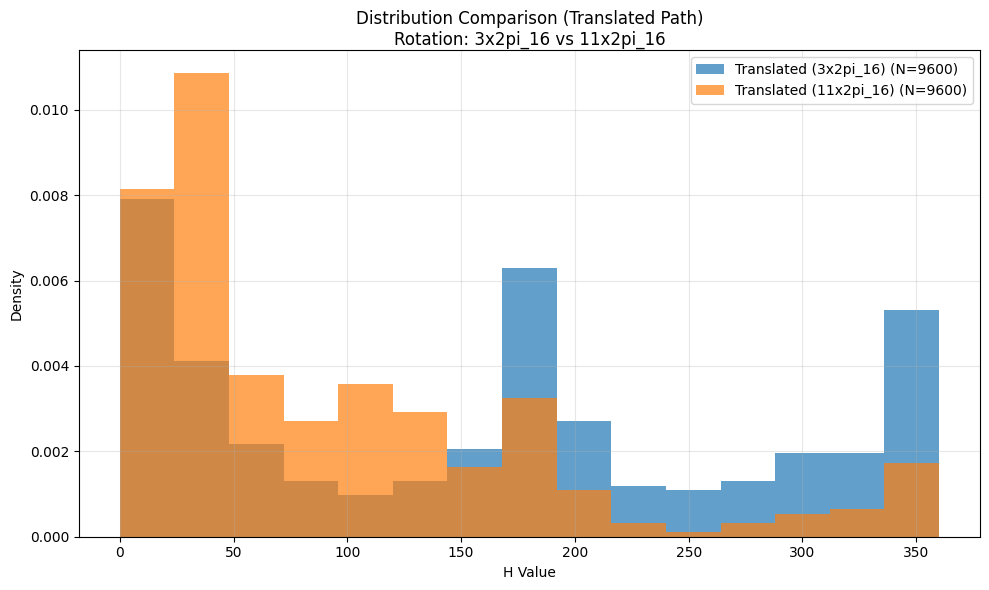 Distribution Comparison (Translated Path)
Rotation: 3x2pi_16 vs 11x2pi_16
Translated (3x2pi_16) (N=9600)
Translated (11x2pi_16) (N=9600)
Density
0.010
0.008
0.006
0.004
0.002
0.000
0 50 100 150 200 250 300 350
H Value